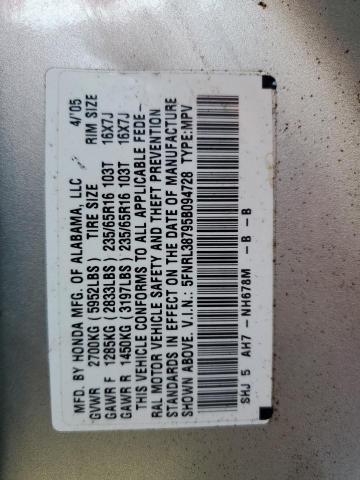 MFD. BY HONDA MFG. OF ALABAMA, LLC 4/'05
GVWR 2700KG (5952LBS) TIRE SIZE RIM SIZE
GAWR F 1285KG (2833LBS) 235/65R16 103T 16X7J
GAWR R 1450KG (3197LBS) 235/65R16 103T 16X7J
THIS VEHICLE CONFORMS TO ALL APPLICABLE FEDE-
RAL MOTOR VEHICLE SAFETY AND THEFT PREVENTION
STANDARDS IN EFFECT ON THE DATE OF MANUFACTURE
SHOWN ABOVE. V.I.N.: 5FNRL38795B094728 TYPE:MPV
SHJ 5 AH7 - NH678M - B - B